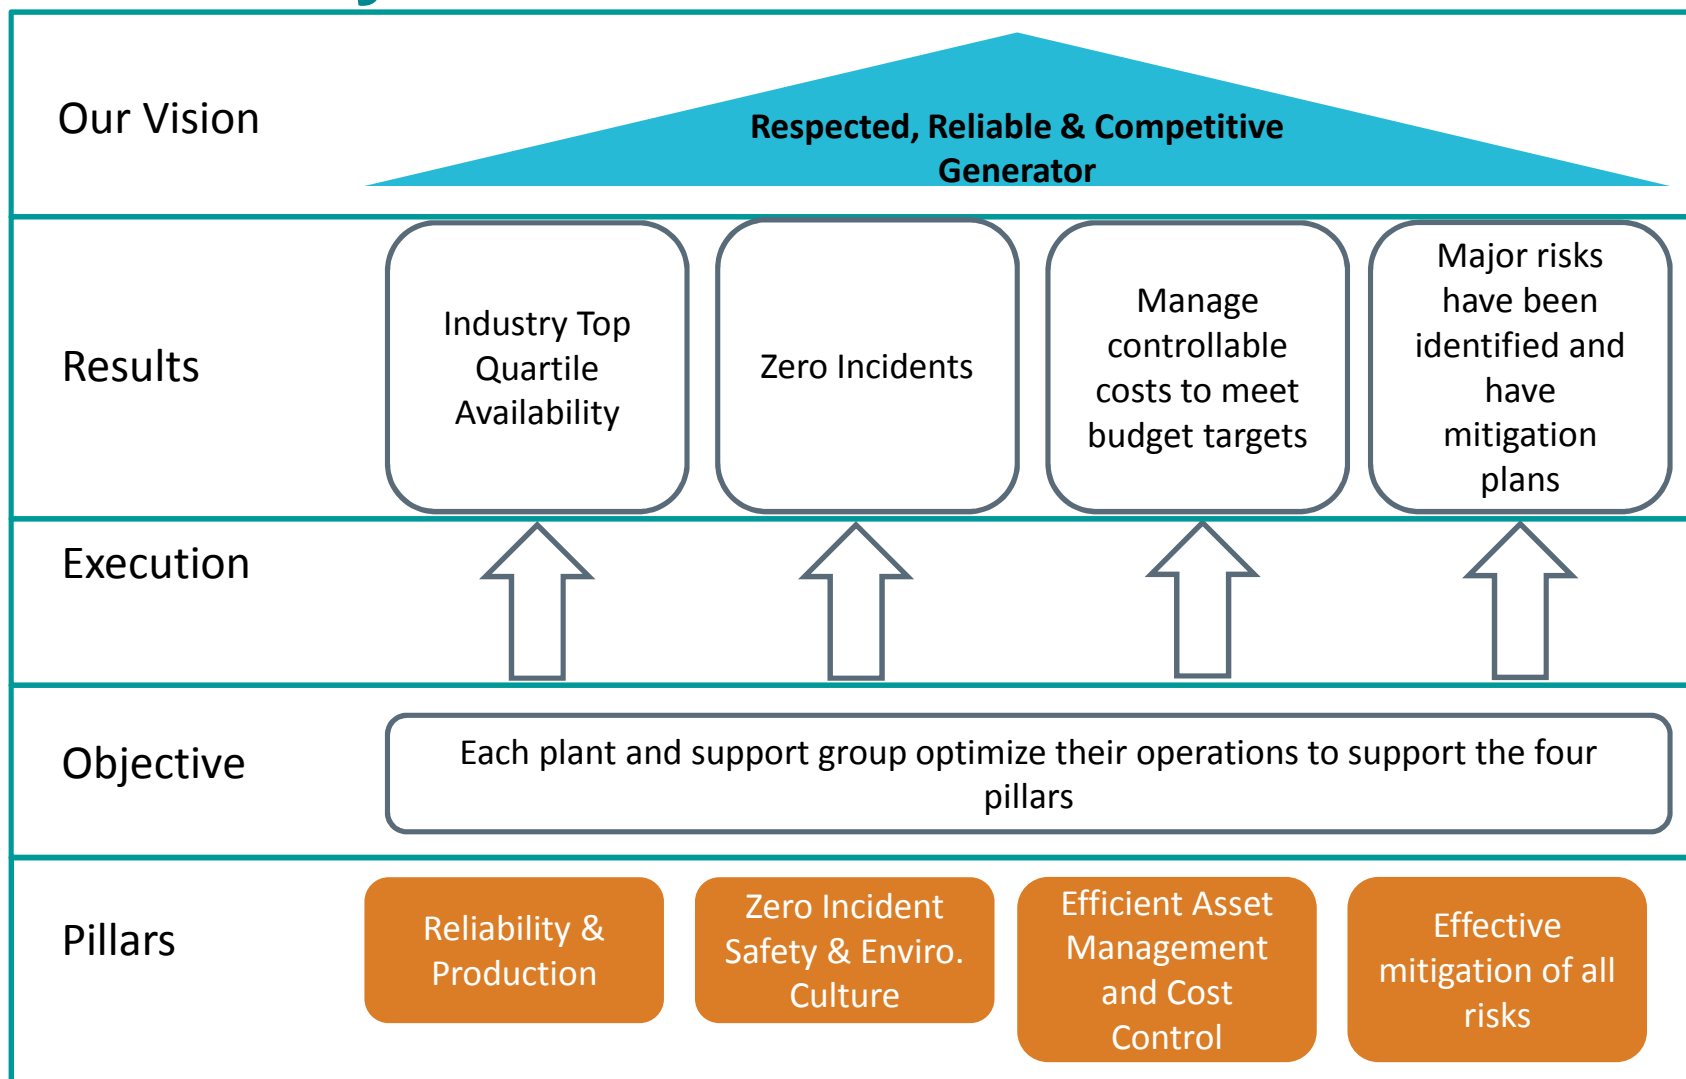 Our Vision
Respected, Reliable & Competitive
Generator
Results
Industry Top
Quartile
Availability
Zero Incidents
Manage
controllable
costs to meet
budget targets
Major risks
have been
identified and
have
mitigation
plans
Execution
Objective
Each plant and support group optimize their operations to support the four
pillars
Pillars
Reliability &
Production
Zero Incident
Safety & Enviro.
Culture
Efficient Asset
Management
and Cost
Control
Effective
mitigation of all
risks